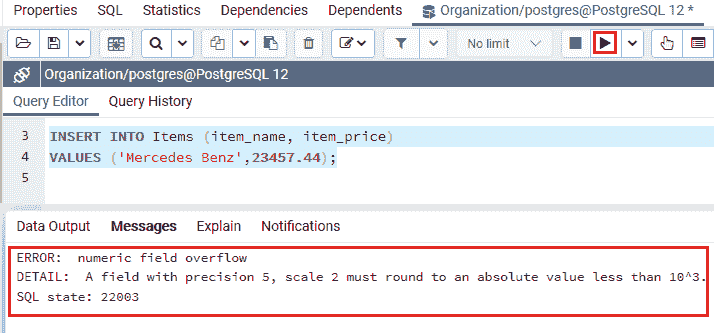 Properties SQL Statistics Dependencies Dependents Organization/postgres@PostgreSQL 12 *
No limit
Organization/postgres@PostgreSQL 12
Query Editor Query History
3 INSERT INTO Items (item_name, item_price)
4 VALUES ('Mercedes Benz',23457.44);
5
Data Output Messages Explain Notifications
ERROR: numeric field overflow
DETAIL: A field with precision 5, scale 2 must round to an absolute value less than 10^3.
SQL state: 22003